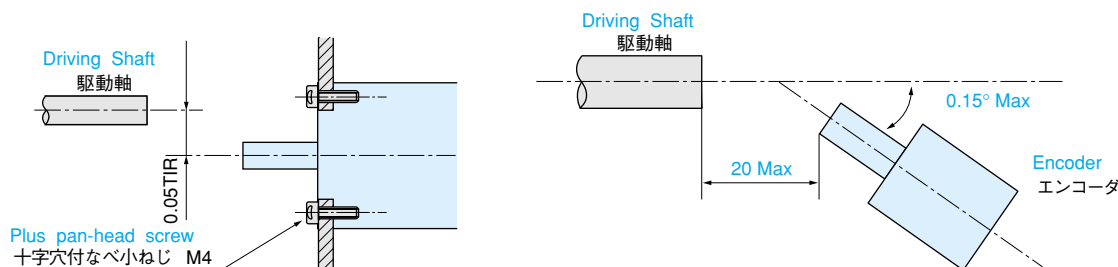 Driving Shaft
駆動軸
0.05TIR
Plus pan-head screw
十字穴付なべ小ねじ M4
Driving Shaft
駆動軸
0.15° Max
20 Max
Encoder
エンコーダ